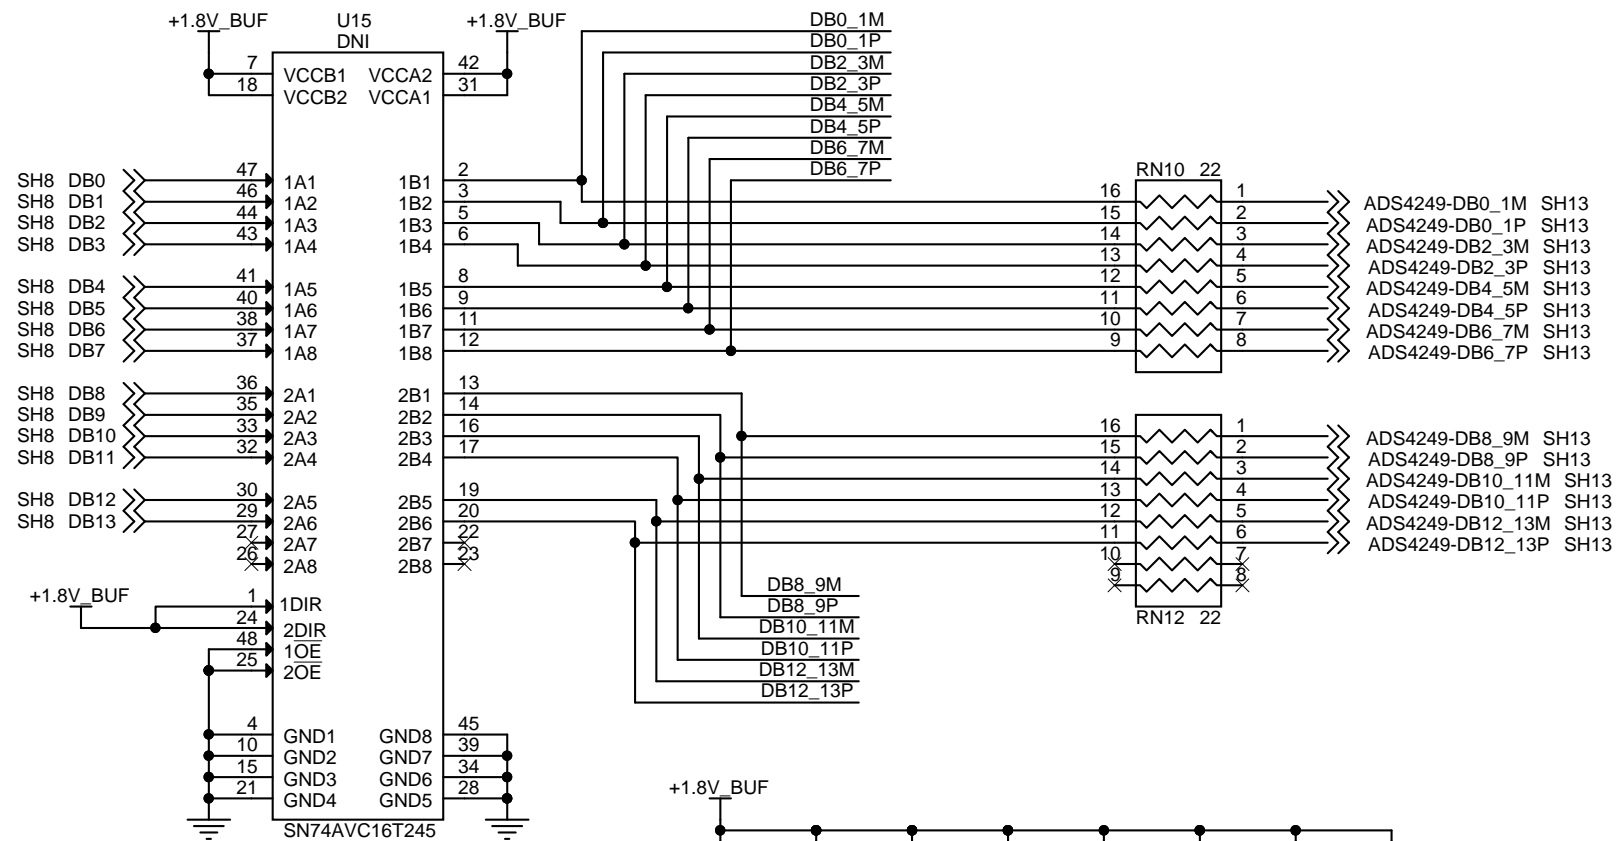 +1.8V_BUF
U15
DNI
+1.8V_BUF
7 VCCB1 VCCA2 42
18 VCCB2 VCCA1 31
DB0_1M
DB0_1P
DB2_3M
DB2_3P
DB4_5M
DB4_5P
DB6_7M
DB6_7P
SH8 DB0 47 1A1 1B1 2
SH8 DB1 46 1A2 1B2 3
SH8 DB2 44 1A3 1B3 5
SH8 DB3 43 1A4 1B4 6
SH8 DB4 41 1A5 1B5 8
SH8 DB5 40 1A6 1B6 9
SH8 DB6 38 1A7 1B7 11
SH8 DB7 37 1A8 1B8 12
RN10 22
16 1 ADS4249-DB0_1M SH13
15 2 ADS4249-DB0_1P SH13
14 3 ADS4249-DB2_3M SH13
13 4 ADS4249-DB2_3P SH13
12 5 ADS4249-DB4_5M SH13
11 6 ADS4249-DB4_5P SH13
10 7 ADS4249-DB6_7M SH13
9 8 ADS4249-DB6_7P SH13
SH8 DB8 36 2A1 2B1 13
SH8 DB9 35 2A2 2B2 14
SH8 DB10 33 2A3 2B3 16
SH8 DB11 32 2A4 2B4 17
SH8 DB12 30 2A5 2B5 19
SH8 DB13 29 2A6 2B6 20
27 2A7 2B7 22
26 2A8 2B8 23
16 1 ADS4249-DB8_9M SH13
15 2 ADS4249-DB8_9P SH13
14 3 ADS4249-DB10_11M SH13
13 4 ADS4249-DB10_11P SH13
12 5 ADS4249-DB12_13M SH13
11 6 ADS4249-DB12_13P SH13
10 7
9 8
RN12 22
DB8_9M
DB8_9P
DB10_11M
DB10_11P
DB12_13M
DB12_13P
+1.8V_BUF
1 1DIR
24 2DIR
48 1OE
25 2OE
4 GND1 GND8 45
10 GND2 GND7 39
15 GND3 GND6 34
21 GND4 GND5 28
SN74AVC16T245
+1.8V_BUF